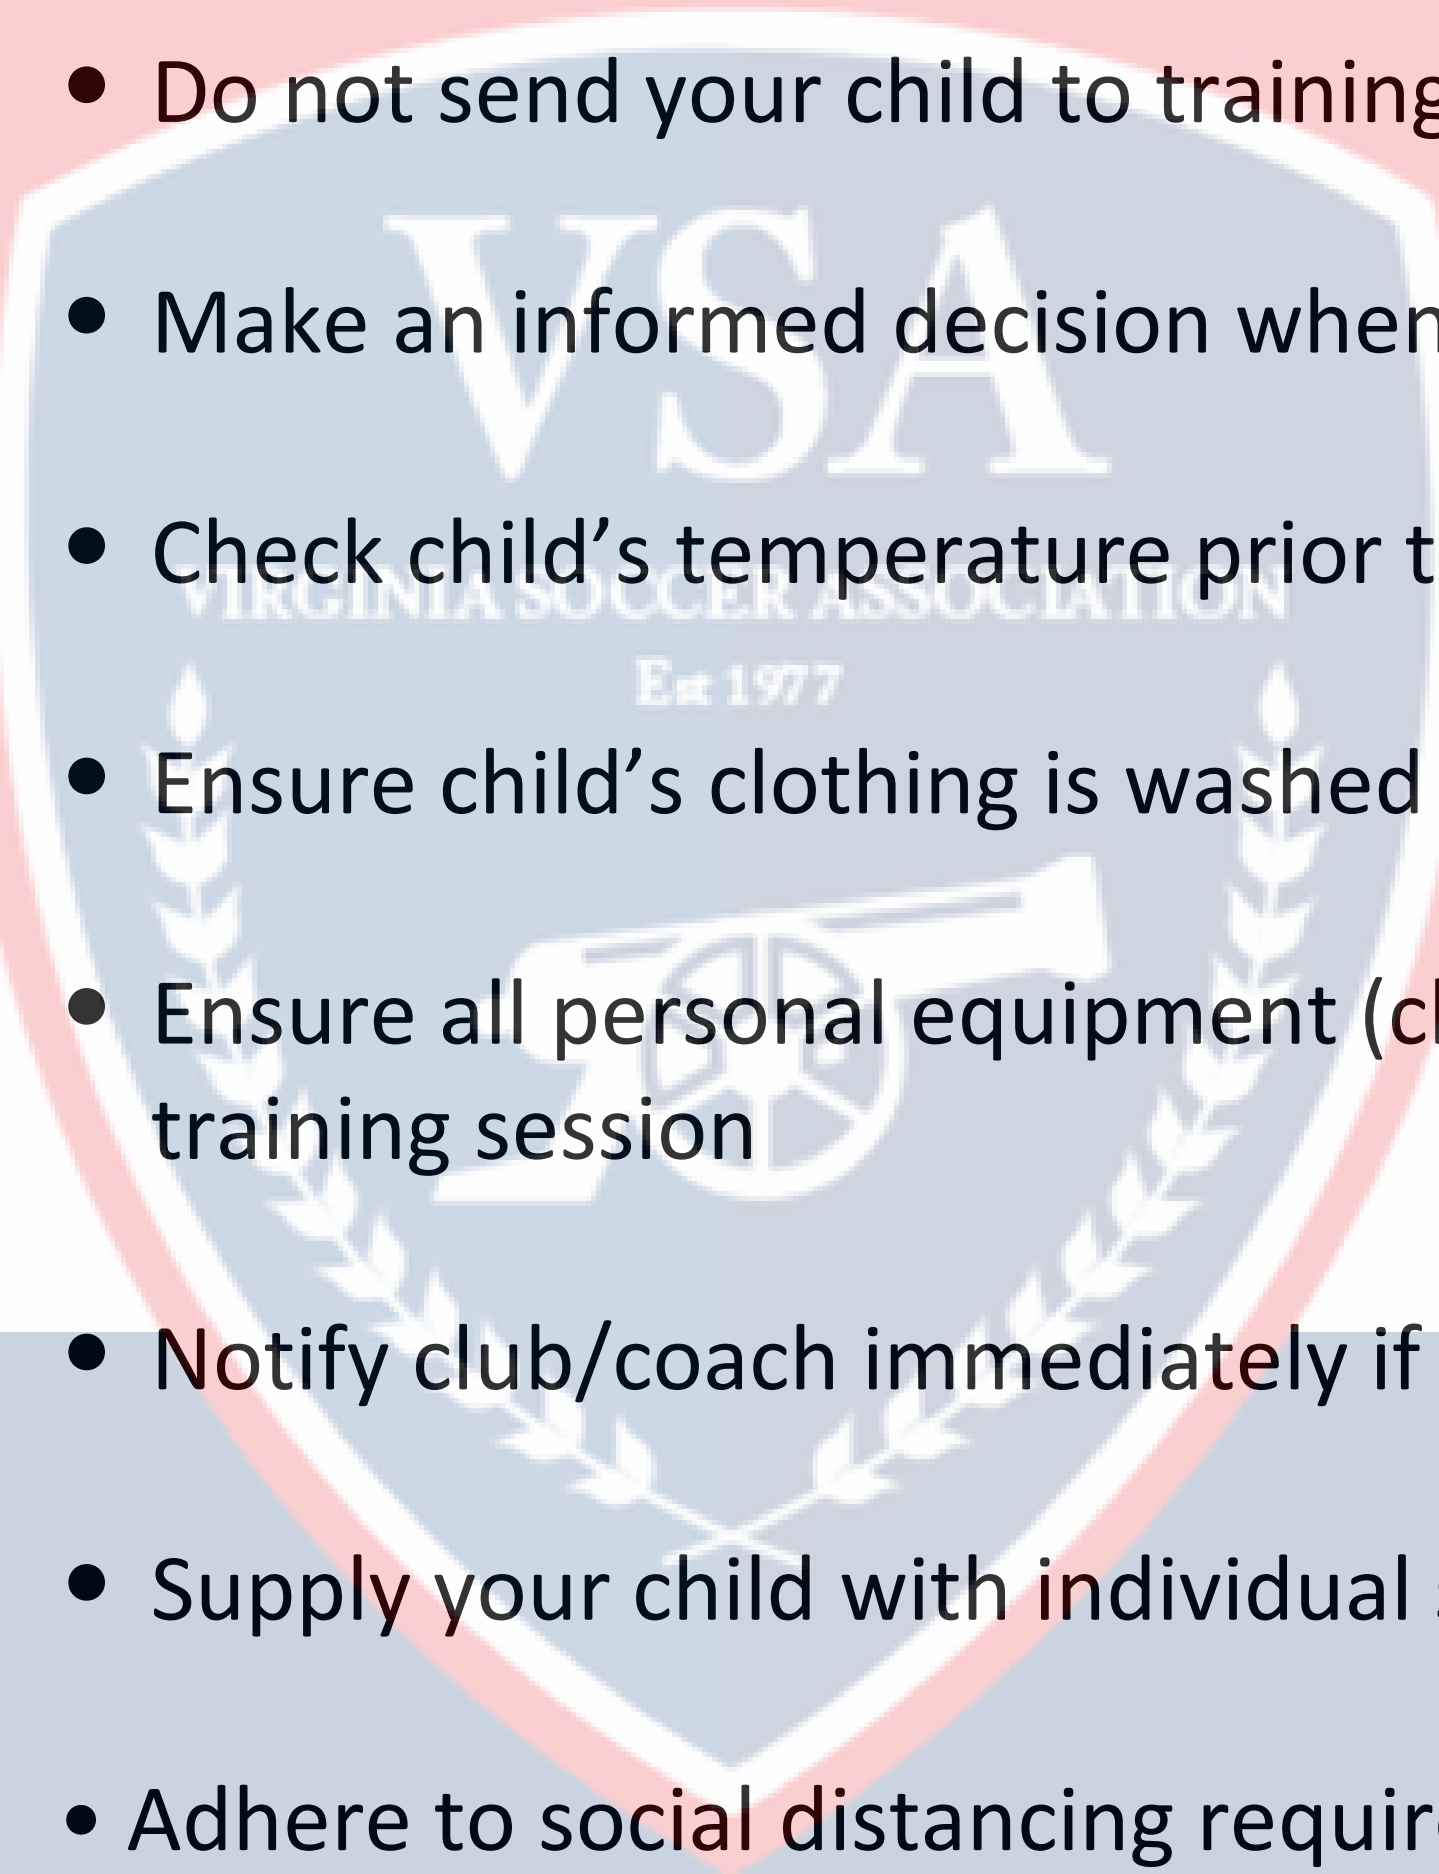 • Do not send your child to training
VSA
• Make an informed decision when
• Check child’s temperature prior t
VIRGINIA SOCCER ASSOCIATION
Est 1977
• Ensure child’s clothing is washed
• Ensure all personal equipment (cl
training session
• Notify club/coach immediately if
• Supply your child with individual
• Adhere to social distancing requir